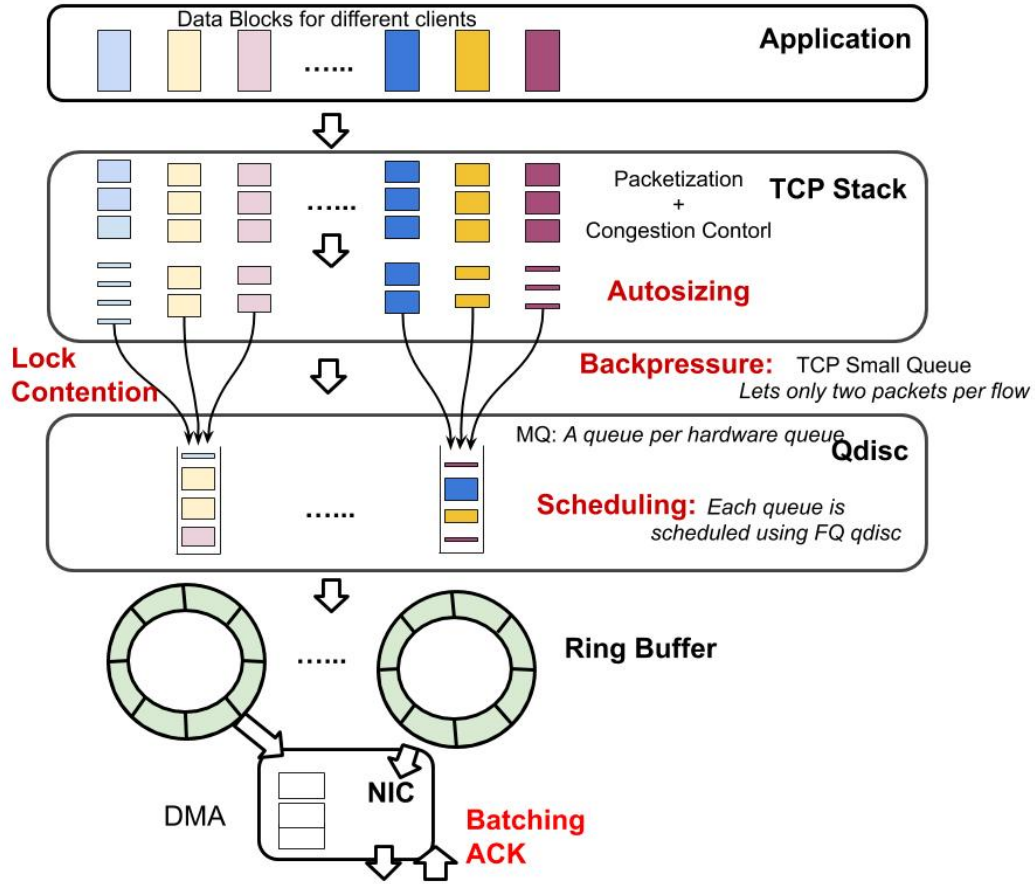 Data Blocks for different clients
Application
…...
Packetization
+
Congestion Contorl
TCP Stack
…...
Autosizing
Lock
Contention
Backpressure: TCP Small Queue
Lets only two packets per flow
MQ: A queue per hardware queue
Qdisc
Scheduling: Each queue is
scheduled using FQ qdisc
…...
Ring Buffer
…...
NIC
DMA
Batching
ACK